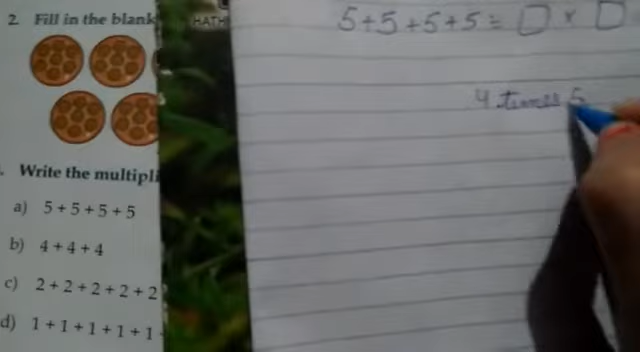 2 Fill in the blank
. Write the multipli
a) 5 + 5 + 5 + 5
b) 4 + 4 + 4
c) 2 + 2 + 2 + 2 + 2
d) 1 + 1 + 1 + 1 + 1
HATH
5+5+5+5 = □ × □
4 times 5